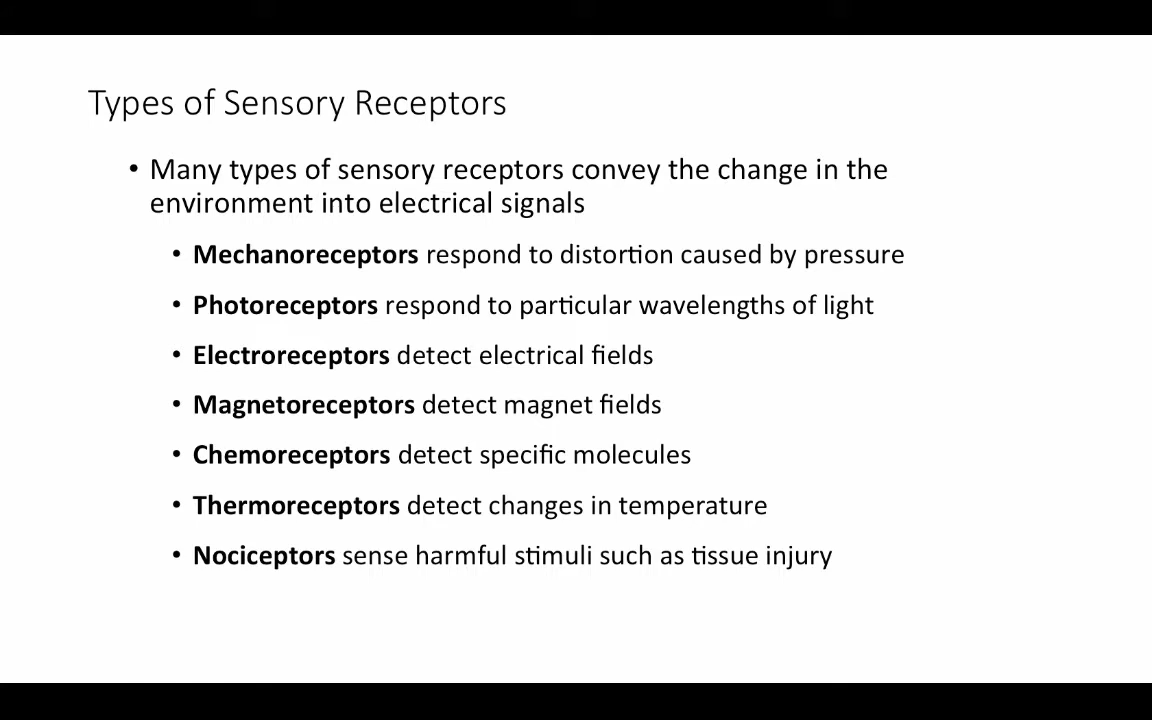 Types of Sensory Receptors
• Many types of sensory receptors convey the change in the
environment into electrical signals
• Mechanoreceptors respond to distortion caused by pressure
• Photoreceptors respond to particular wavelengths of light
• Electroreceptors detect electrical fields
• Magnetoreceptors detect magnet fields
• Chemoreceptors detect specific molecules
• Thermoreceptors detect changes in temperature
• Nociceptors sense harmful stimuli such as tissue injury